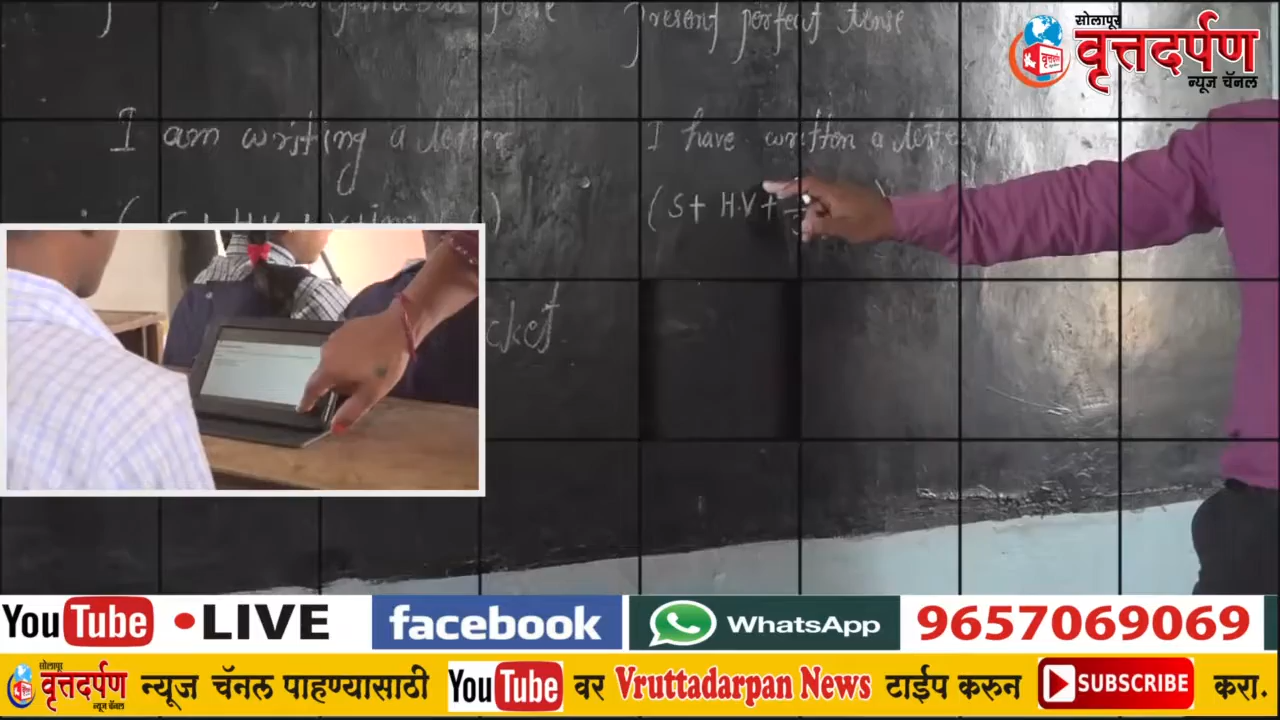 Present perfect tense
सोलापूर
वृत्तदर्पण
न्यूज चॅनल
I am writing a letter
I have written a letter
(S+ H.V+
cket.
YouTube LIVE facebook WhatsApp 9657069069
सोलापूर
वृत्तदर्पण
न्यूज चॅनल
न्यूज चॅनल पाहण्यासाठी YouTube वर Vruttadarpan News टाईप करुन SUBSCRIBE करा.